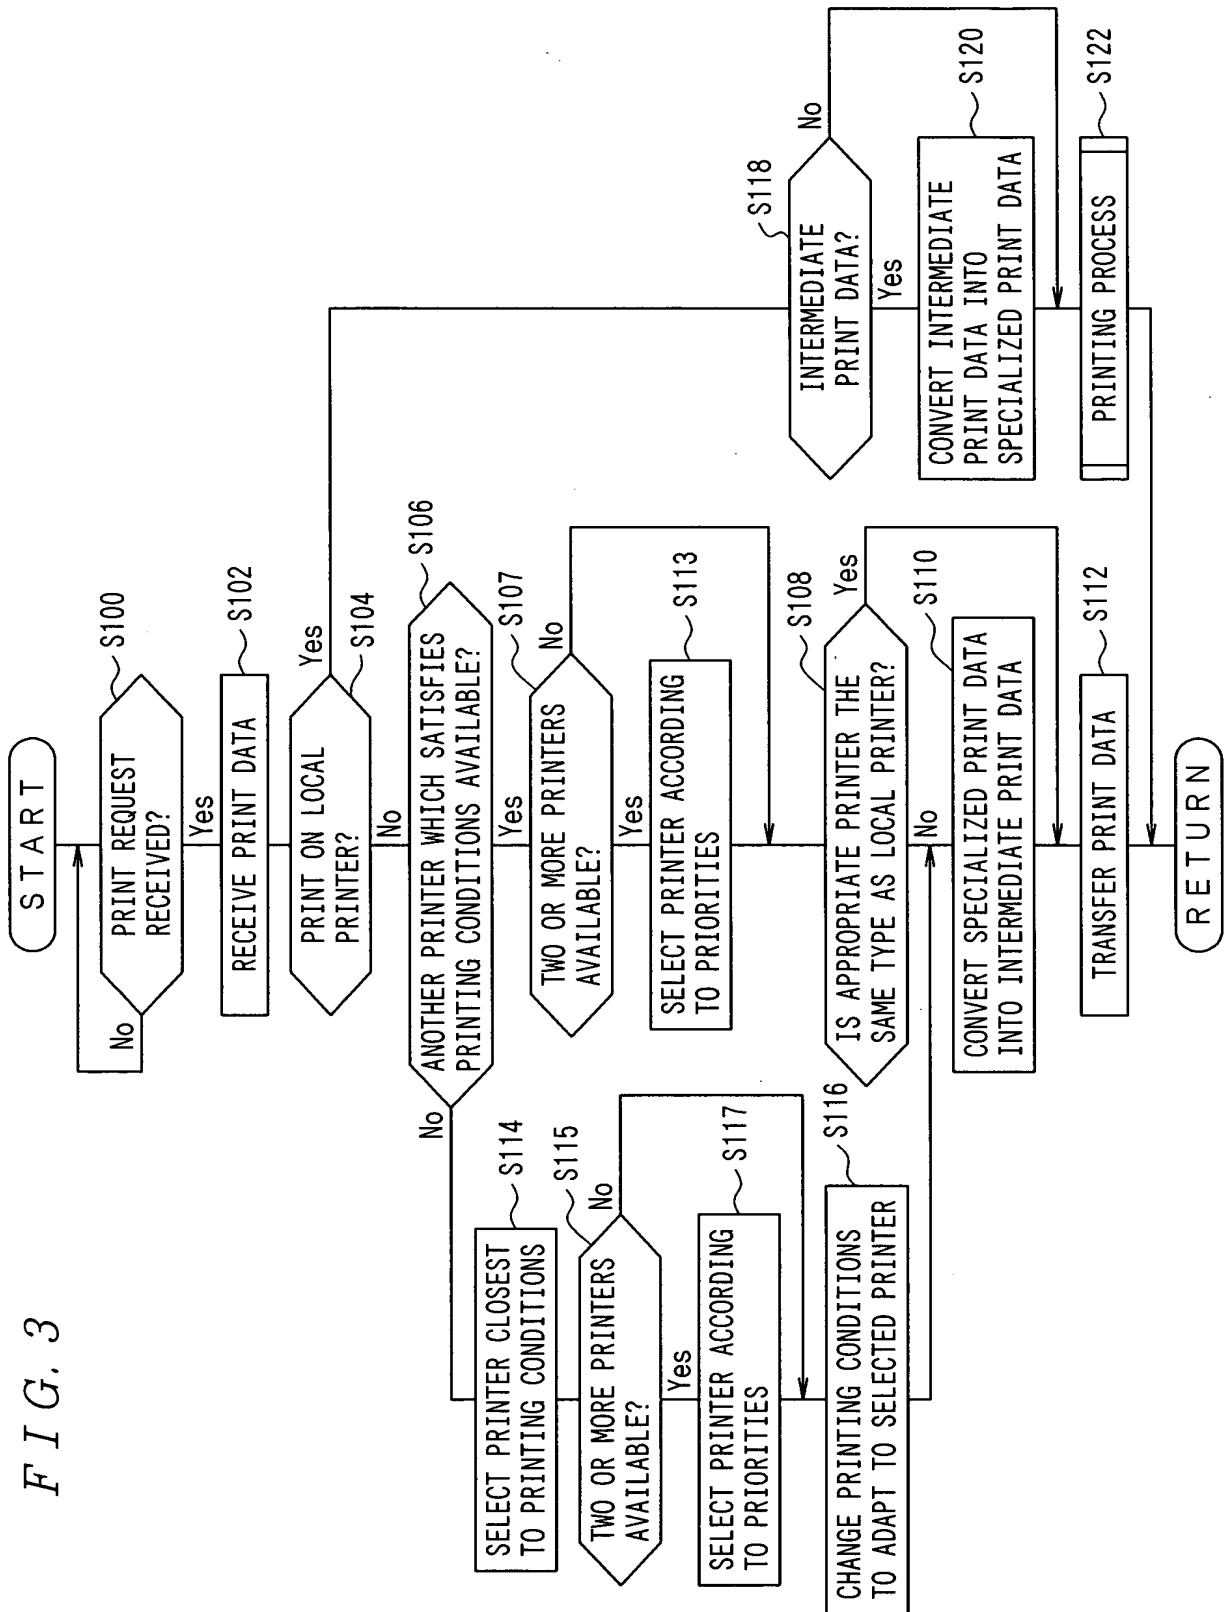 FIG. 3
START
PRINT REQUEST
RECEIVED?
S100
No
Yes
RECEIVE PRINT DATA
S102
PRINT ON LOCAL
PRINTER?
S104
Yes
No
ANOTHER PRINTER WHICH SATISFIES
PRINTING CONDITIONS AVAILABLE?
S106
No
Yes
TWO OR MORE PRINTERS
AVAILABLE?
S107
No
Yes
SELECT PRINTER ACCORDING
TO PRIORITIES
S113
IS APPROPRIATE PRINTER THE
SAME TYPE AS LOCAL PRINTER?
S108
Yes
No
CONVERT SPECIALIZED PRINT DATA
INTO INTERMEDIATE PRINT DATA
S110
TRANSFER PRINT DATA
S112
RETURN
SELECT PRINTER CLOSEST
TO PRINTING CONDITIONS
S114
TWO OR MORE PRINTERS
AVAILABLE?
S115
No
Yes
SELECT PRINTER ACCORDING
TO PRIORITIES
S117
CHANGE PRINTING CONDITIONS
TO ADAPT TO SELECTED PRINTER
S116
INTERMEDIATE
PRINT DATA?
S118
No
Yes
CONVERT INTERMEDIATE
PRINT DATA INTO
SPECIALIZED PRINT DATA
S120
PRINTING PROCESS
S122